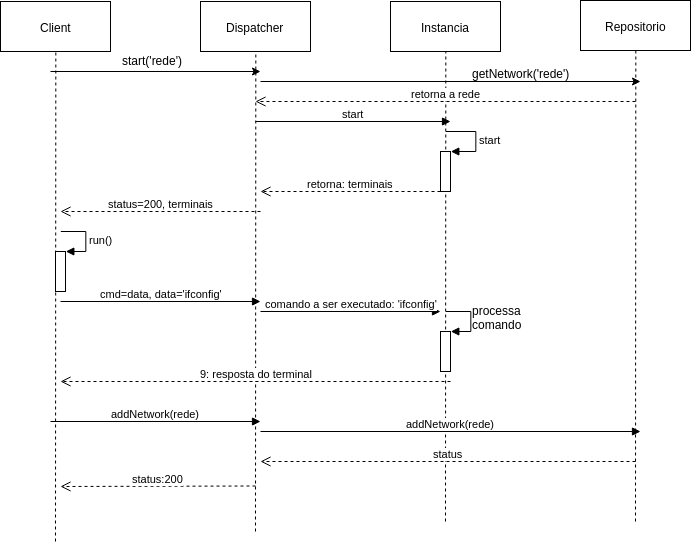 Client
Dispatcher
Instancia
Repositorio
start('rede')
getNetwork('rede')
retorna a rede
start
start
retorna: terminais
status=200, terminais
run()
cmd=data, data='ifconfig'
comando a ser executado: 'ifconfig'
processa
comando
9: resposta do terminal
addNetwork(rede)
addNetwork(rede)
status
status:200